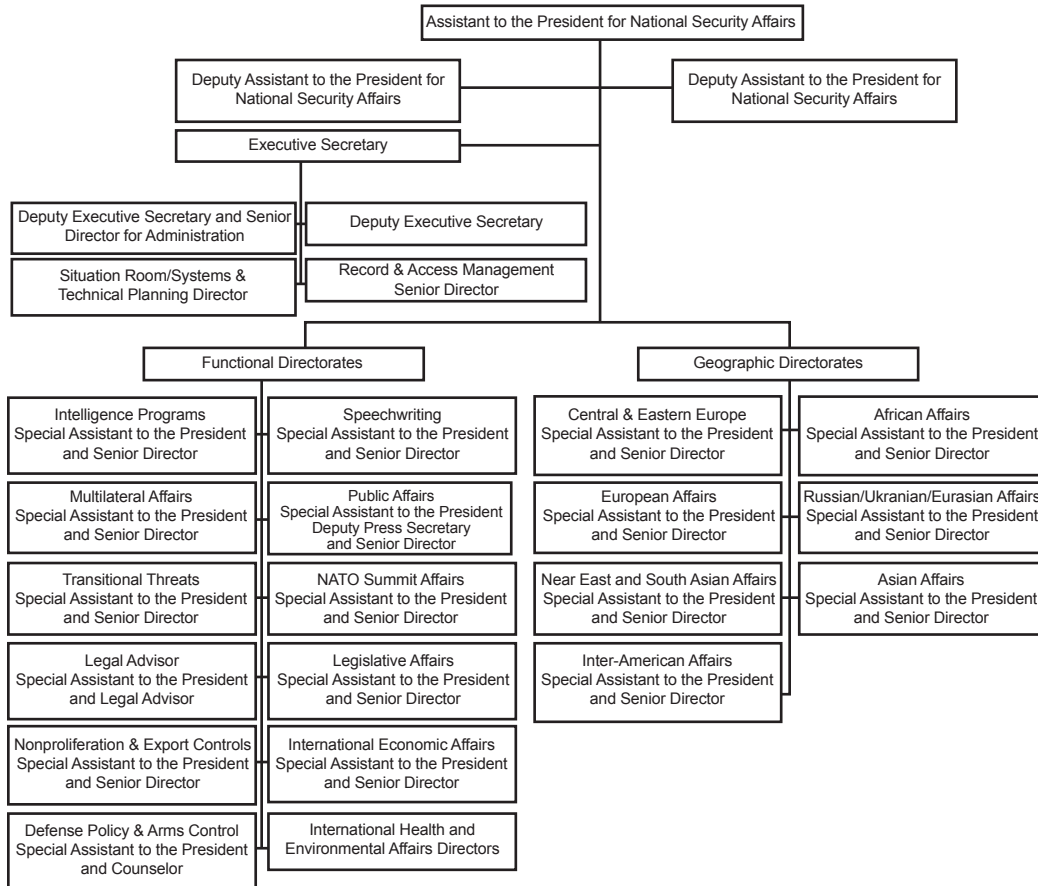 Assistant to the President for National Security Affairs
Deputy Assistant to the President for
National Security Affairs
Deputy Assistant to the President for
National Security Affairs
Executive Secretary
Deputy Executive Secretary and Senior
Director for Administration
Deputy Executive Secretary
Situation Room/Systems &
Technical Planning Director
Record & Access Management
Senior Director
Functional Directorates
Geographic Directorates
Intelligence Programs
Special Assistant to the President
and Senior Director
Speechwriting
Special Assistant to the President
and Senior Director
Central & Eastern Europe
Special Assistant to the President
and Senior Director
African Affairs
Special Assistant to the President
and Senior Director
Multilateral Affairs
Special Assistant to the President
and Senior Director
Public Affairs
Special Assistant to the President
Deputy Press Secretary
and Senior Director
European Affairs
Special Assistant to the President
and Senior Director
Russian/Ukranian/Eurasian Affairs
Special Assistant to the President
and Senior Director
Transitional Threats
Special Assistant to the President
and Senior Director
NATO Summit Affairs
Special Assistant to the President
and Senior Director
Near East and South Asian Affairs
Special Assistant to the President
and Senior Director
Asian Affairs
Special Assistant to the President
and Senior Director
Legal Advisor
Special Assistant to the President
and Legal Advisor
Legislative Affairs
Special Assistant to the President
and Senior Director
Inter-American Affairs
Special Assistant to the President
and Senior Director
Nonproliferation & Export Controls
Special Assistant to the President
and Senior Director
International Economic Affairs
Special Assistant to the President
and Senior Director
Defense Policy & Arms Control
Special Assistant to the President
and Counselor
International Health and
Environmental Affairs Directors